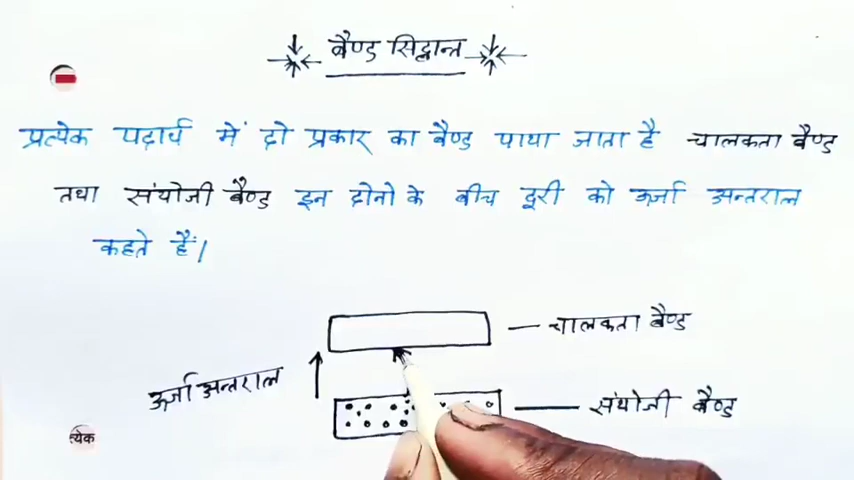 बैण्ड सिद्धान्त
प्रत्येक पदार्थ में दो प्रकार का बैण्ड पाया जाता है चालकता बैण्ड
तथा संयोजी बैण्ड इन दोनो के बीच दूरी को ऊर्जा अन्तराल
कहते हैं।
चालकता बैण्ड
ऊर्जा अन्तराल
संयोजी बैण्ड
त्येक